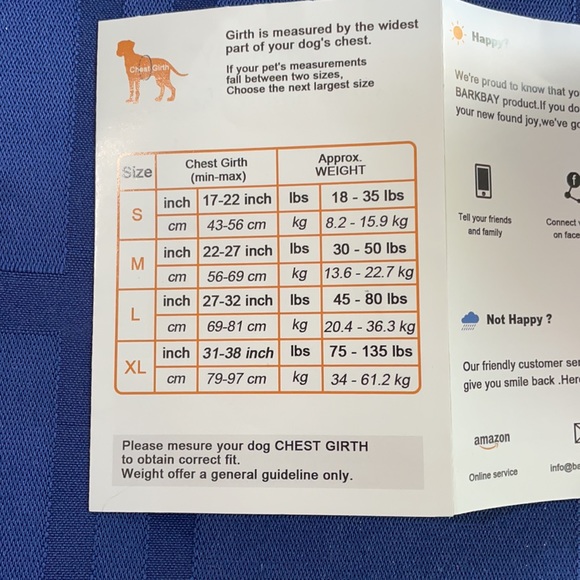 Girth is measured by the widest
part of your dog's chest.
If your pet's measurements
fall between two sizes,
Choose the next largest size
Chest Girth
Size Chest Girth (min-max) Approx. WEIGHT
S inch 17-22 inch lbs 18 - 35 lbs
cm 43-56 cm kg 8.2 - 15.9 kg
M inch 22-27 inch lbs 30 - 50 lbs
cm 56-69 cm kg 13.6 - 22.7 kg
L inch 27-32 inch lbs 45 - 80 lbs
cm 69-81 cm kg 20.4 - 36.3 kg
XL inch 31-38 inch lbs 75 - 135 lbs
cm 79-97 cm kg 34 - 61.2 kg
Please mesure your dog CHEST GIRTH
to obtain correct fit.
Weight offer a general guideline only.
Happy?
We're proud to know that yo
BARKBAY product.If you do
your new found joy,we've go
Tell your friends
and family
Connect
on face
Not Happy ?
Our friendly customer ser
give you smile back .Here
amazon
Online service
info@ba